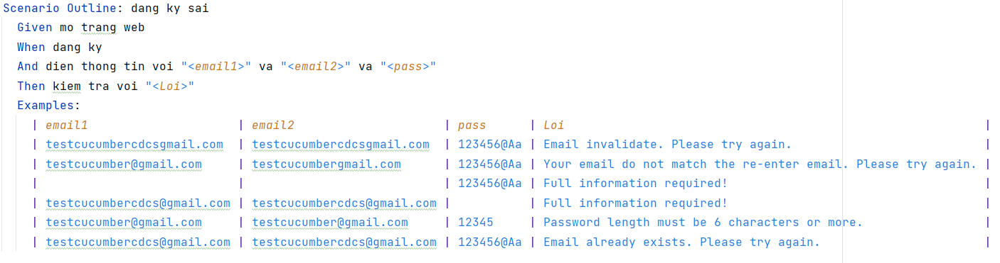 Scenario Outline: dang ky sai
Given mo trang web
When dang ky
And dien thong tin voi "<email1>" va "<email2>" va "<pass>"
Then kiem tra voi "<Loi>"
Examples:
| email1 | email2 | pass | Loi |
| testcucumbercdcsgmail.com | testcucumbercdcsgmail.com | 123456@Aa | Email invalidate. Please try again. |
| testcucumber@gmail.com | testcucumbergmail.com | 123456@Aa | Your email do not match the re-enter email. Please try again. |
| | | 123456@Aa | Full information required! |
| testcucumbercdcs@gmail.com | testcucumbercdcs@gmail.com | | Full information required! |
| testcucumber@gmail.com | testcucumber@gmail.com | 12345 | Password length must be 6 characters or more. |
| testcucumbercdcs@gmail.com | testcucumbercdcs@gmail.com | 123456@Aa | Email already exists. Please try again. |